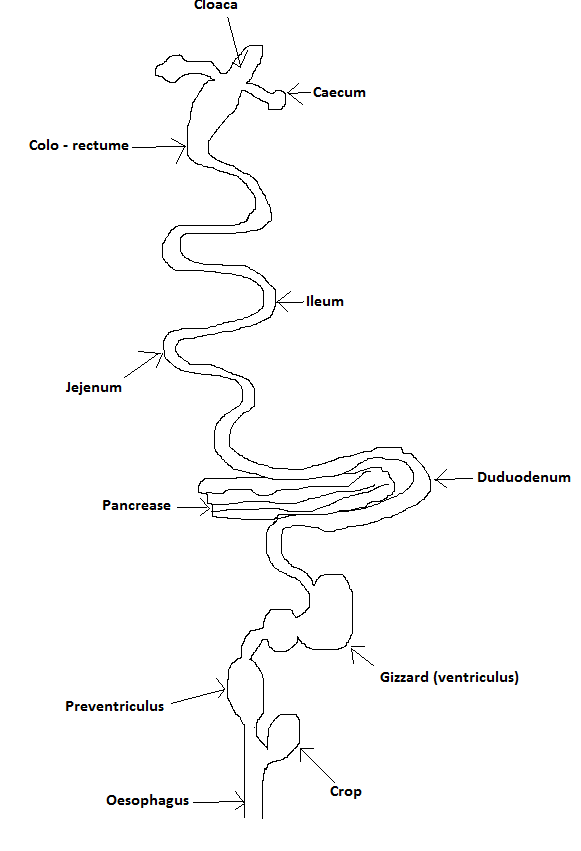 Cloaca
Caecum
Colo - rectume
Ileum
Jejenum
Duduodenum
Pancrease
Gizzard (ventriculus)
Preventriculus
Crop
Oesophagus